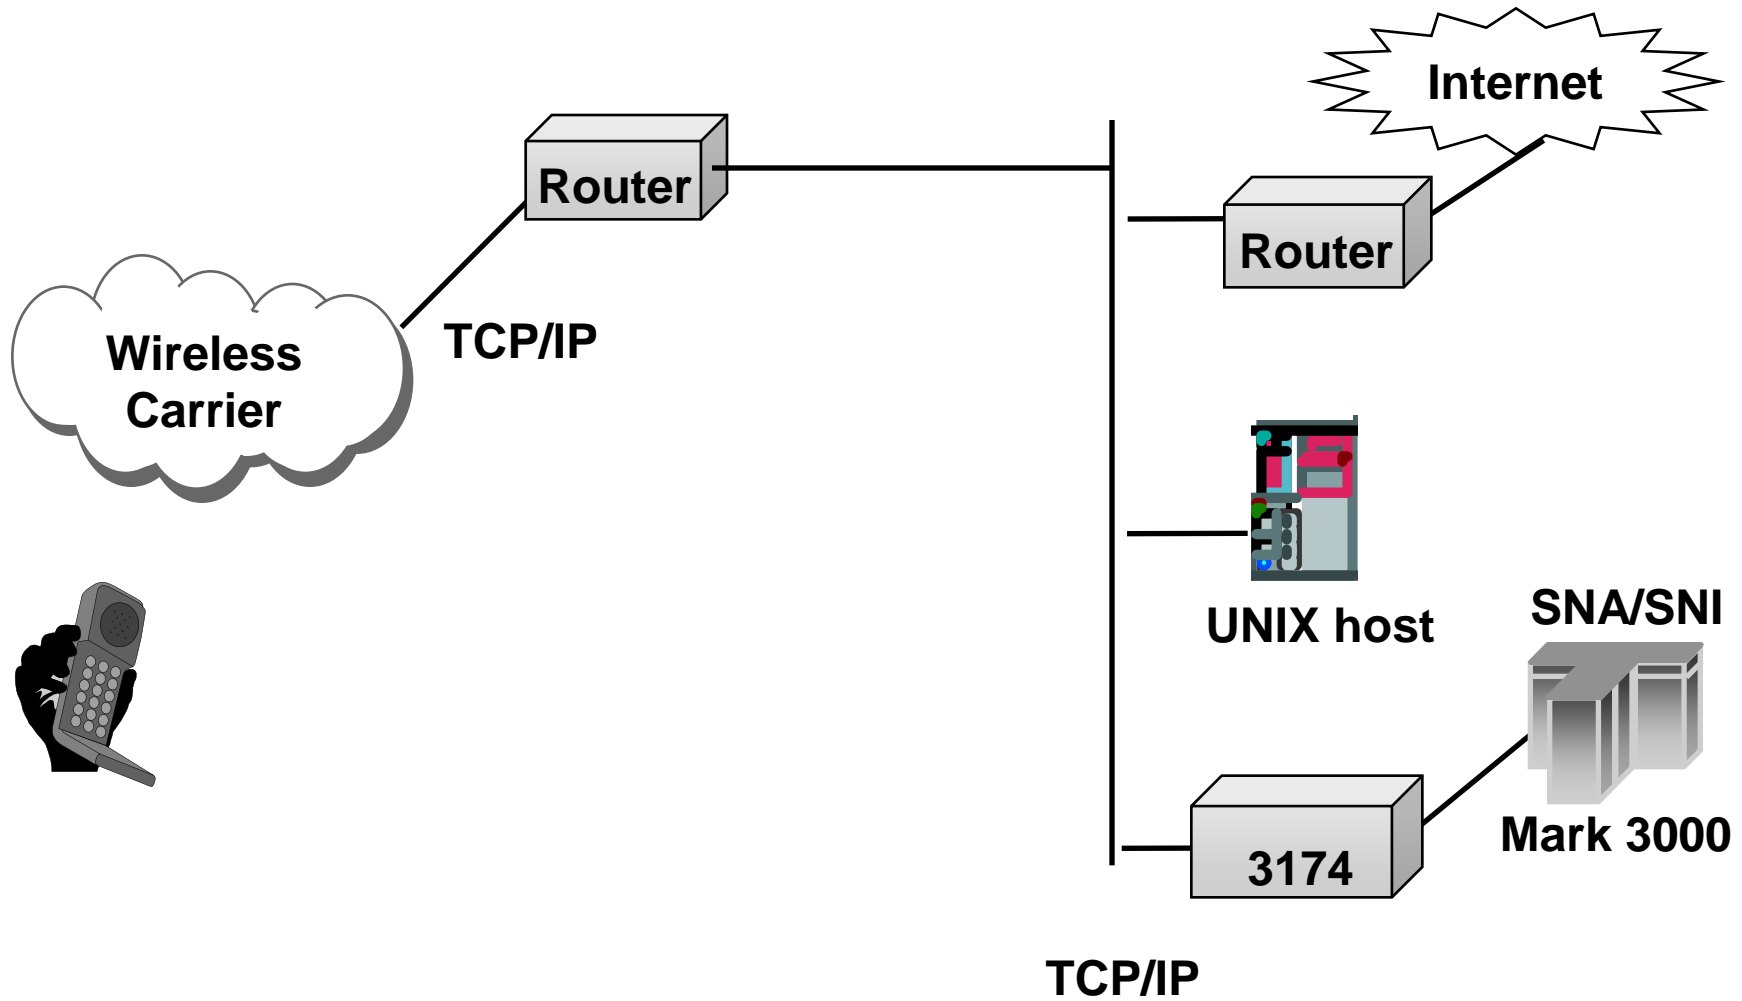 Internet
Router
Router
TCP/IP
Wireless
Carrier
UNIX host
SNA/SNI
Mark 3000
3174
TCP/IP